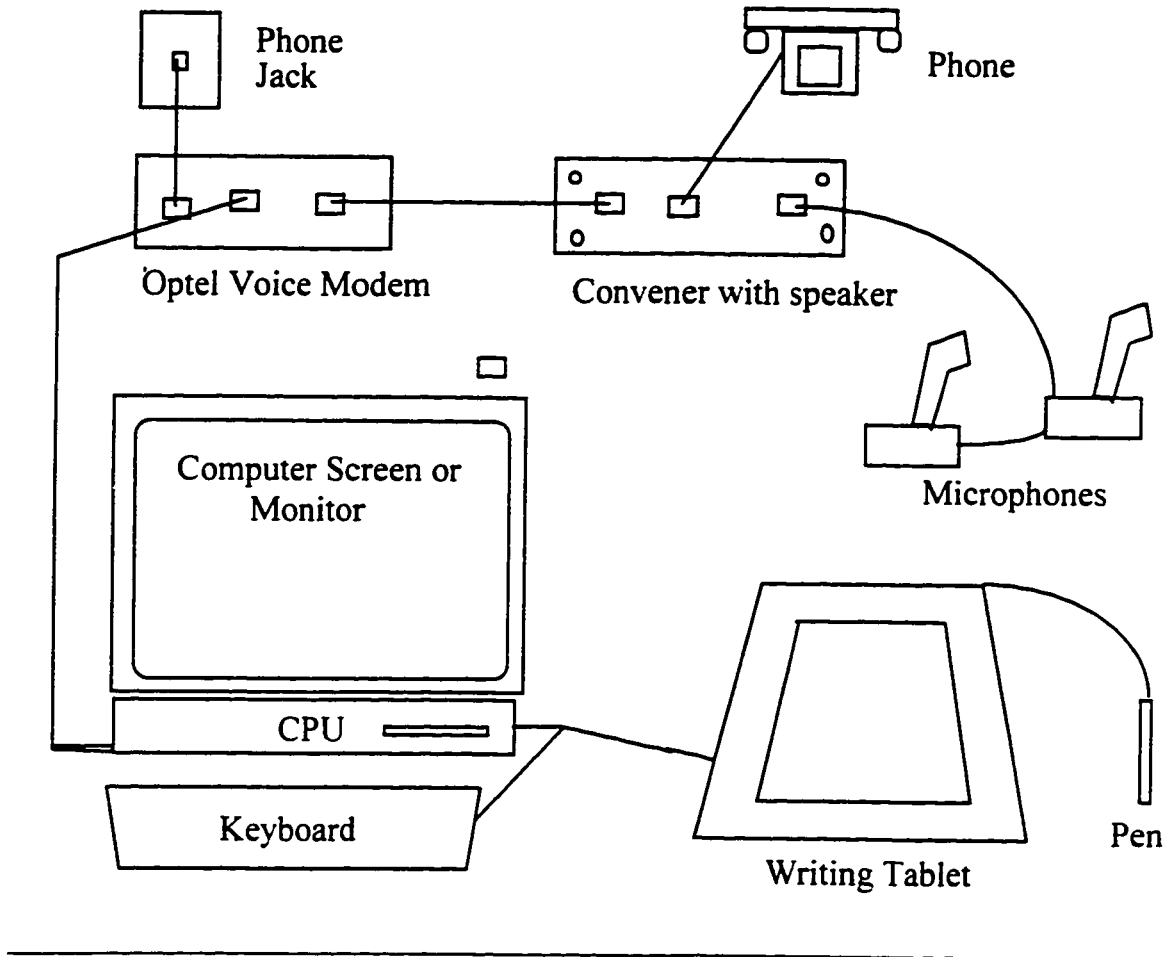 Phone
Jack
Phone
Optel Voice Modem
Convener with speaker
Computer Screen or
Monitor
Microphones
CPU
Keyboard
Pen
Writing Tablet